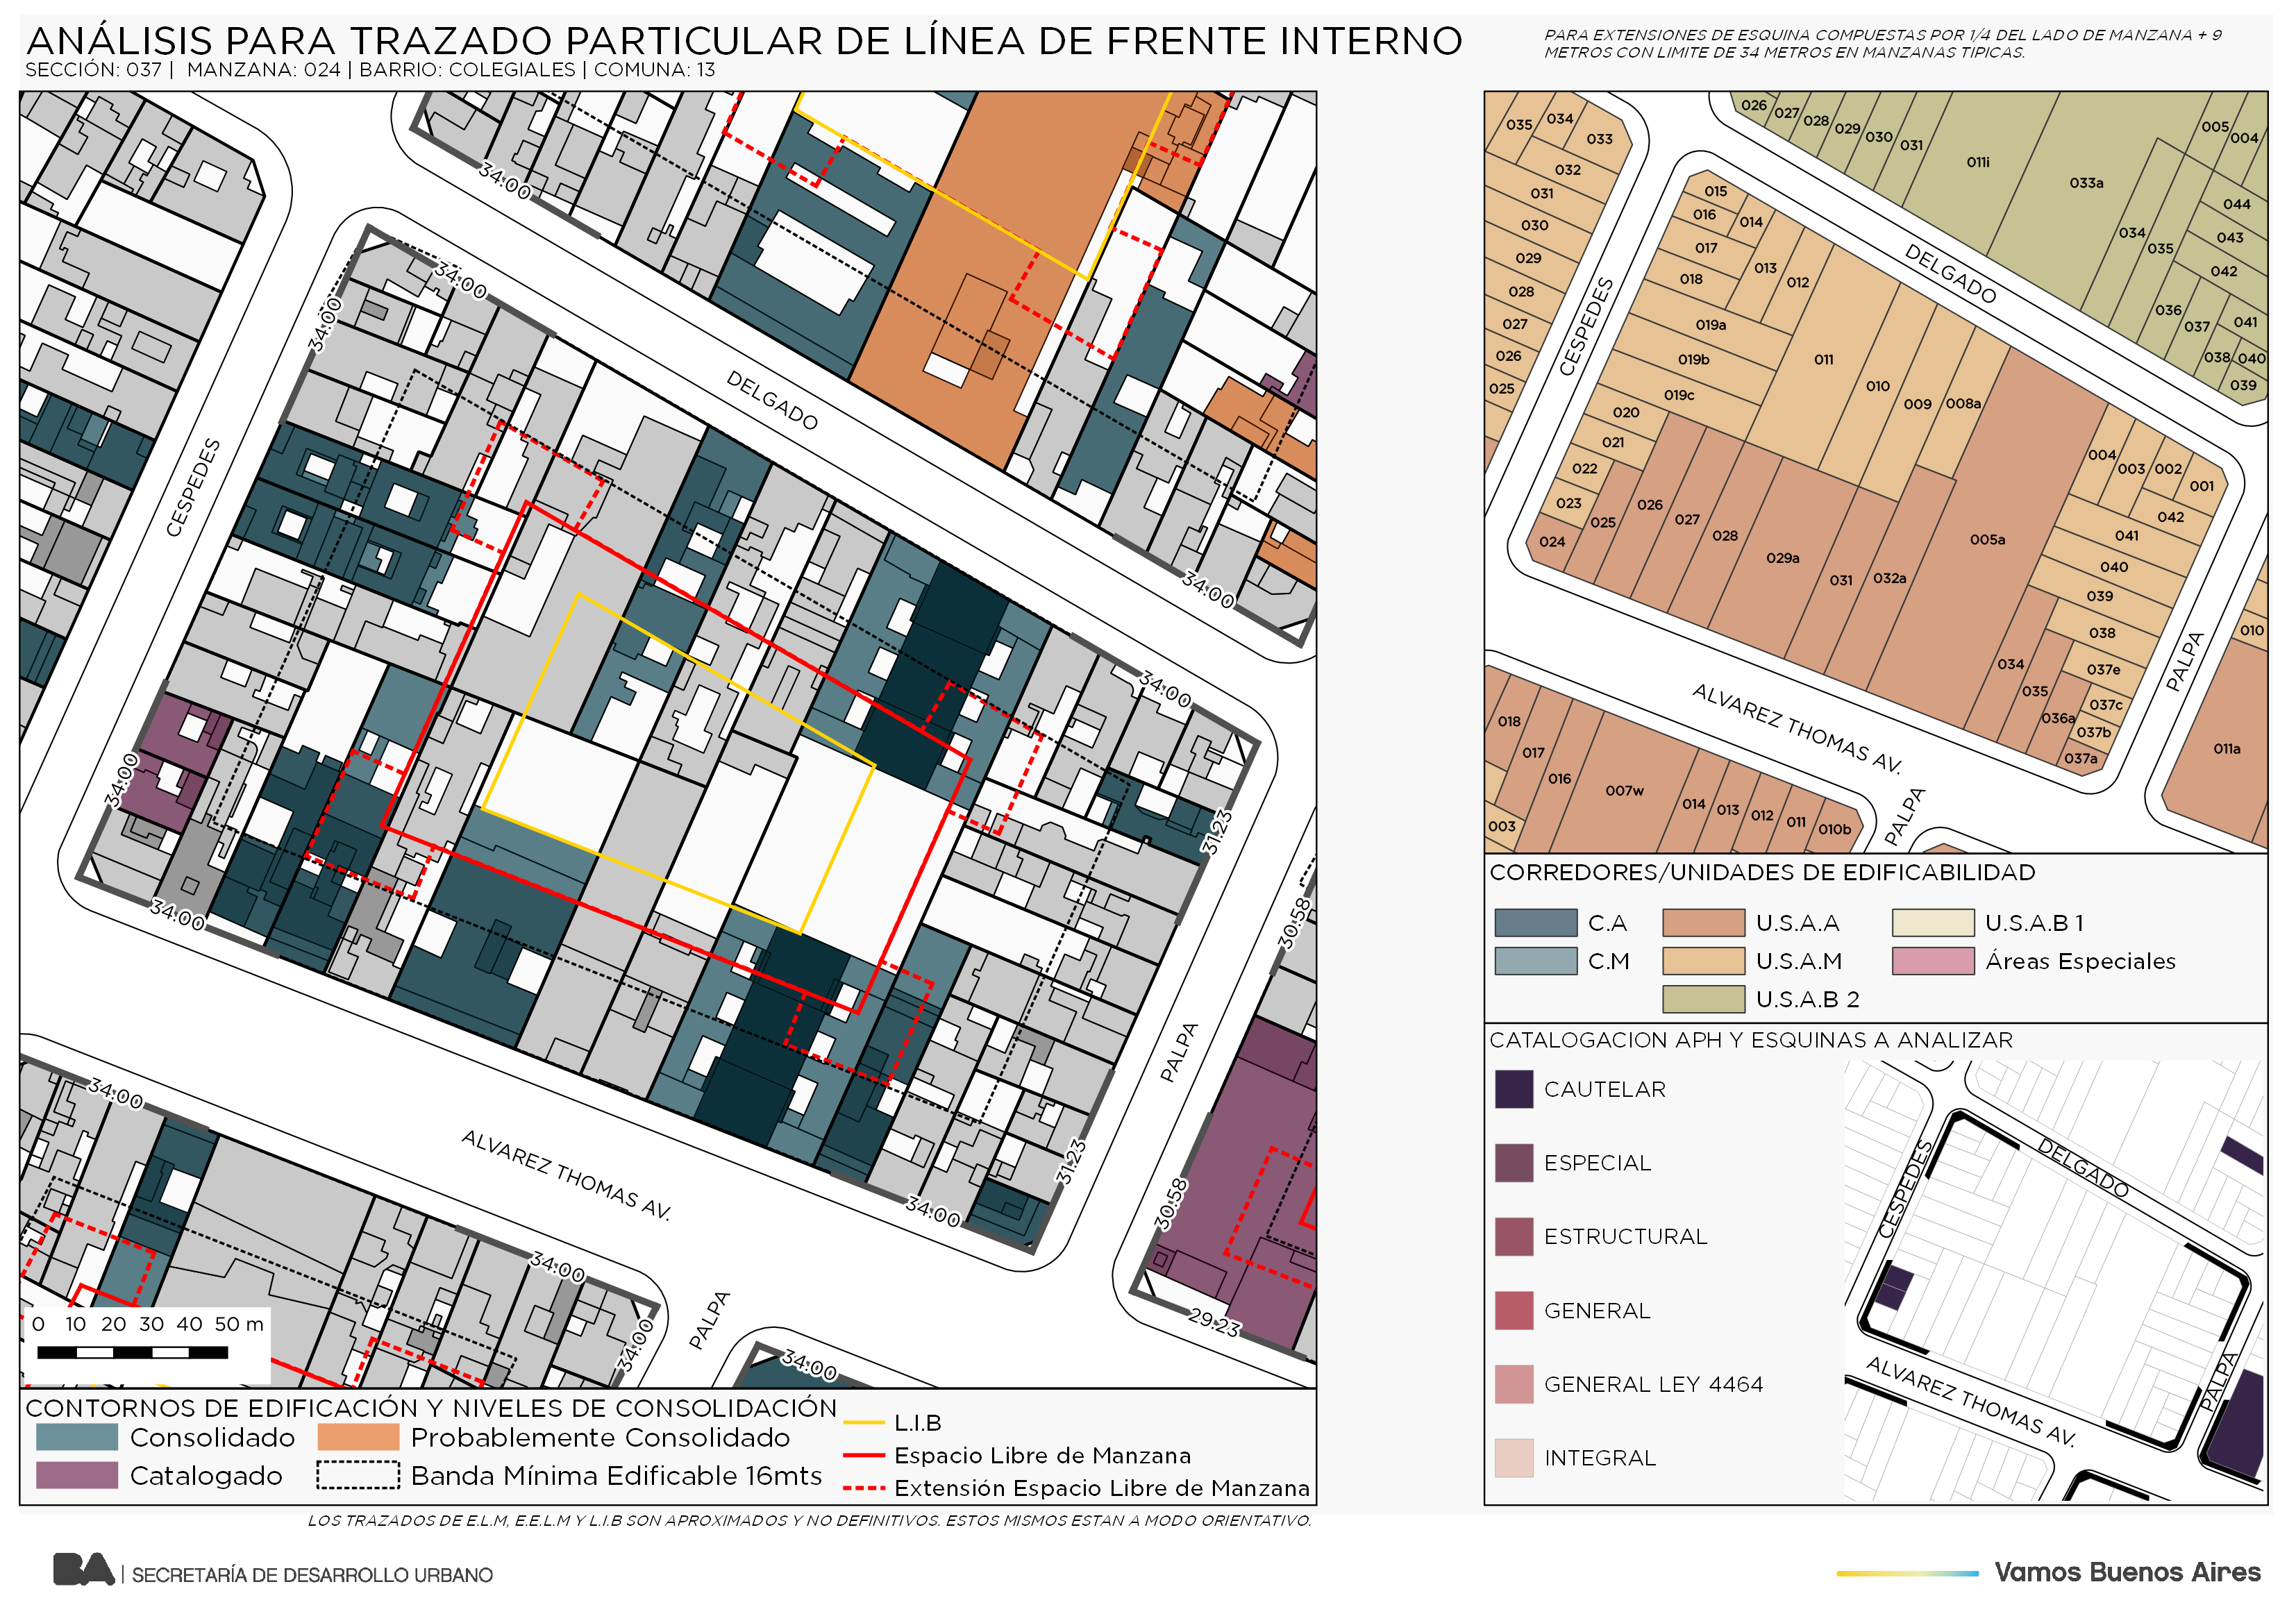 ANÁLISIS PARA TRAZADO PARTICULAR DE LÍNEA DE FRENTE INTERNO
SECCIÓN: 037 | MANZANA: 024 | BARRIO: COLEGIALES | COMUNA: 13
PARA EXTENSIONES DE ESQUINA COMPUESTAS POR 1/4 DEL LADO DE MANZANA + 9
METROS CON LIMITE DE 34 METROS EN MANZANAS TIPICAS.
34:00
34:00
34:00
DELGADO
CESPEDES
34:00
34:00
34:00
34:00
31.23
30:58
PALPA
34:00
ALVAREZ THOMAS AV.
31.23
34:00
30:58
34:00
29:23
PALPA
34:00
34:00
0 10 20 30 40 50 m
CONTORNOS DE EDIFICACIÓN Y NIVELES DE CONSOLIDACIÓN
Consolidado
Probablemente Consolidado
Catalogado
Banda Mínima Edificable 16mts
L.I.B
Espacio Libre de Manzana
Extensión Espacio Libre de Manzana
LOS TRAZADOS DE E.L.M, E.E.L.M Y L.I.B SON APROXIMADOS Y NO DEFINITIVOS. ESTOS MISMOS ESTAN A MODO ORIENTATIVO.
035 034 033
032
031
030
029
028
027
026
025
026 027 028 029 030 031 011i 033a 034 035 036 037 038 039
005 004
044
043
042
041
040
DELGADO
CESPEDES
015
016 014
017
018 013 012
019a
019b
019c
011 010 009 008a
020
021
022
023
024 025 026 027 028 029a 031 032a 005a
004 003 002 001
042
041
040
039
038
037e
037c
037b
037a
034 035 036a
PALPA
010
011a
ALVAREZ THOMAS AV.
PALPA
018 017 016 007w 014 013 012 011 010b
003
CORREDORES/UNIDADES DE EDIFICABILIDAD
C.A
U.S.A.A
U.S.A.B 1
C.M
U.S.A.M
Áreas Especiales
U.S.A.B 2
CATALOGACION APH Y ESQUINAS A ANALIZAR
CAUTELAR
ESPECIAL
ESTRUCTURAL
GENERAL
GENERAL LEY 4464
INTEGRAL
DELGADO
CESPEDES
PALPA
ALVAREZ THOMAS AV.
BA | SECRETARÍA DE DESARROLLO URBANO
Vamos Buenos Aires